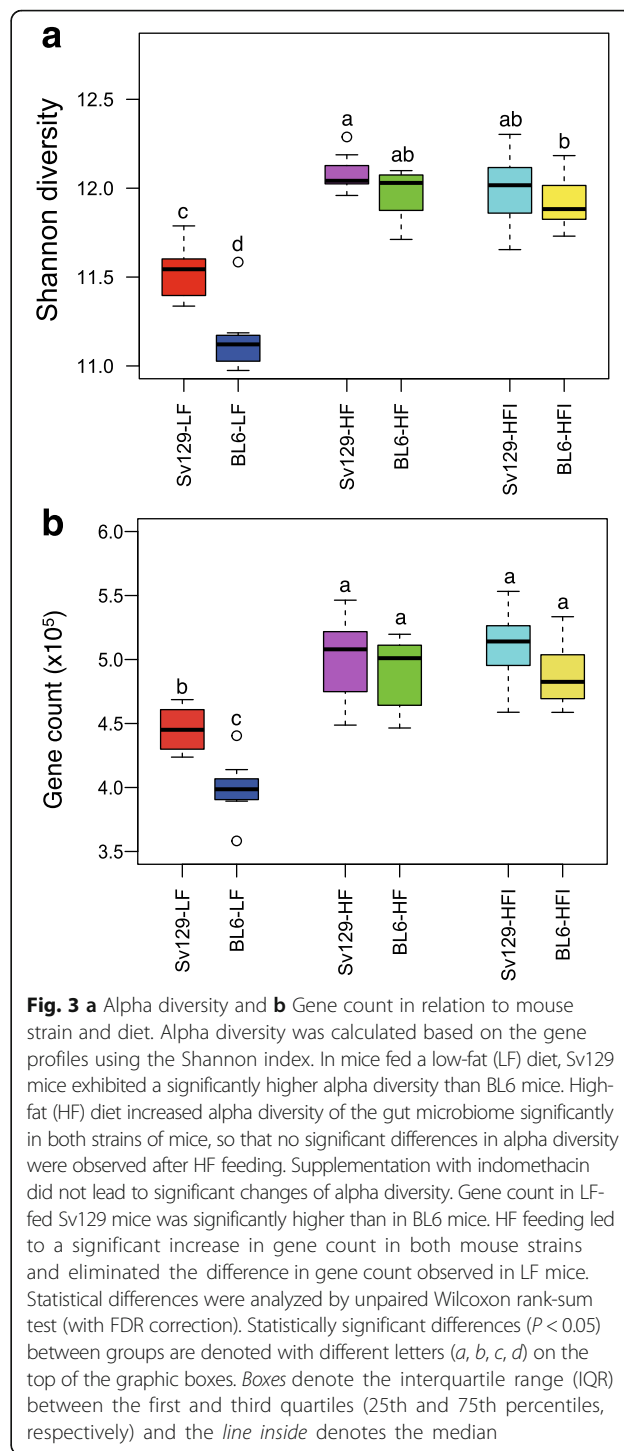 a
Shannon diversity
12.5
12.0
11.5
11.0
c
d
a
ab
ab
b
Sv129-LF
BL6-LF
Sv129-HF
BL6-HF
Sv129-HFI
BL6-HFI
b
Gene count (x10⁵)
6.0
5.5
5.0
4.5
4.0
3.5
b
c
a
a
a
a
Sv129-LF
BL6-LF
Sv129-HF
BL6-HF
Sv129-HFI
BL6-HFI
Fig. 3 a Alpha diversity and b Gene count in relation to mouse
strain and diet. Alpha diversity was calculated based on the gene
profiles using the Shannon index. In mice fed a low-fat (LF) diet, Sv129
mice exhibited a significantly higher alpha diversity than BL6 mice. High-
fat (HF) diet increased alpha diversity of the gut microbiome significantly
in both strains of mice, so that no significant differences in alpha diversity
were observed after HF feeding. Supplementation with indomethacin
did not lead to significant changes of alpha diversity. Gene count in LF-
fed Sv129 mice was significantly higher than in BL6 mice. HF feeding led
to a significant increase in gene count in both mouse strains
and eliminated the difference in gene count observed in LF mice.
Statistical differences were analyzed by unpaired Wilcoxon rank-sum
test (with FDR correction). Statistically significant differences (P < 0.05)
between groups are denoted with different letters (a, b, c, d) on the
top of the graphic boxes. Boxes denote the interquartile range (IQR)
between the first and third quartiles (25th and 75th percentiles,
respectively) and the line inside denotes the median